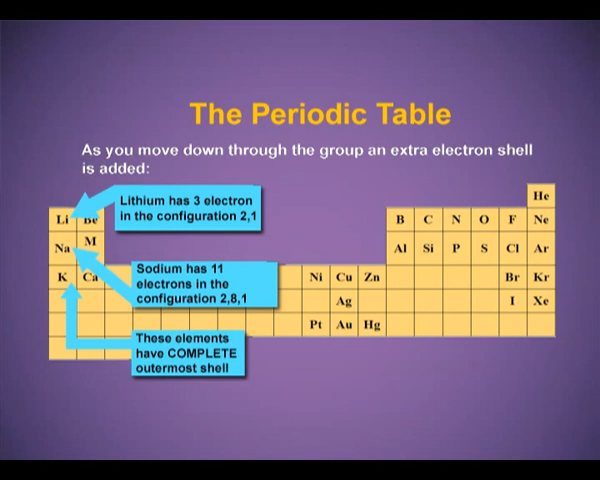 The Periodic Table
As you move down through the group an extra electron shell
is added:
He
Lithium has 3 electron
in the configuration 2,1
Li Be B C N O F Ne
Na M Al Si P S Cl Ar
Sodium has 11
electrons in the
configuration 2,8,1
K Ca Ni Cu Zn Br Kr
Ag I Xe
Pt Au Hg
These elements
have COMPLETE
outermost shell